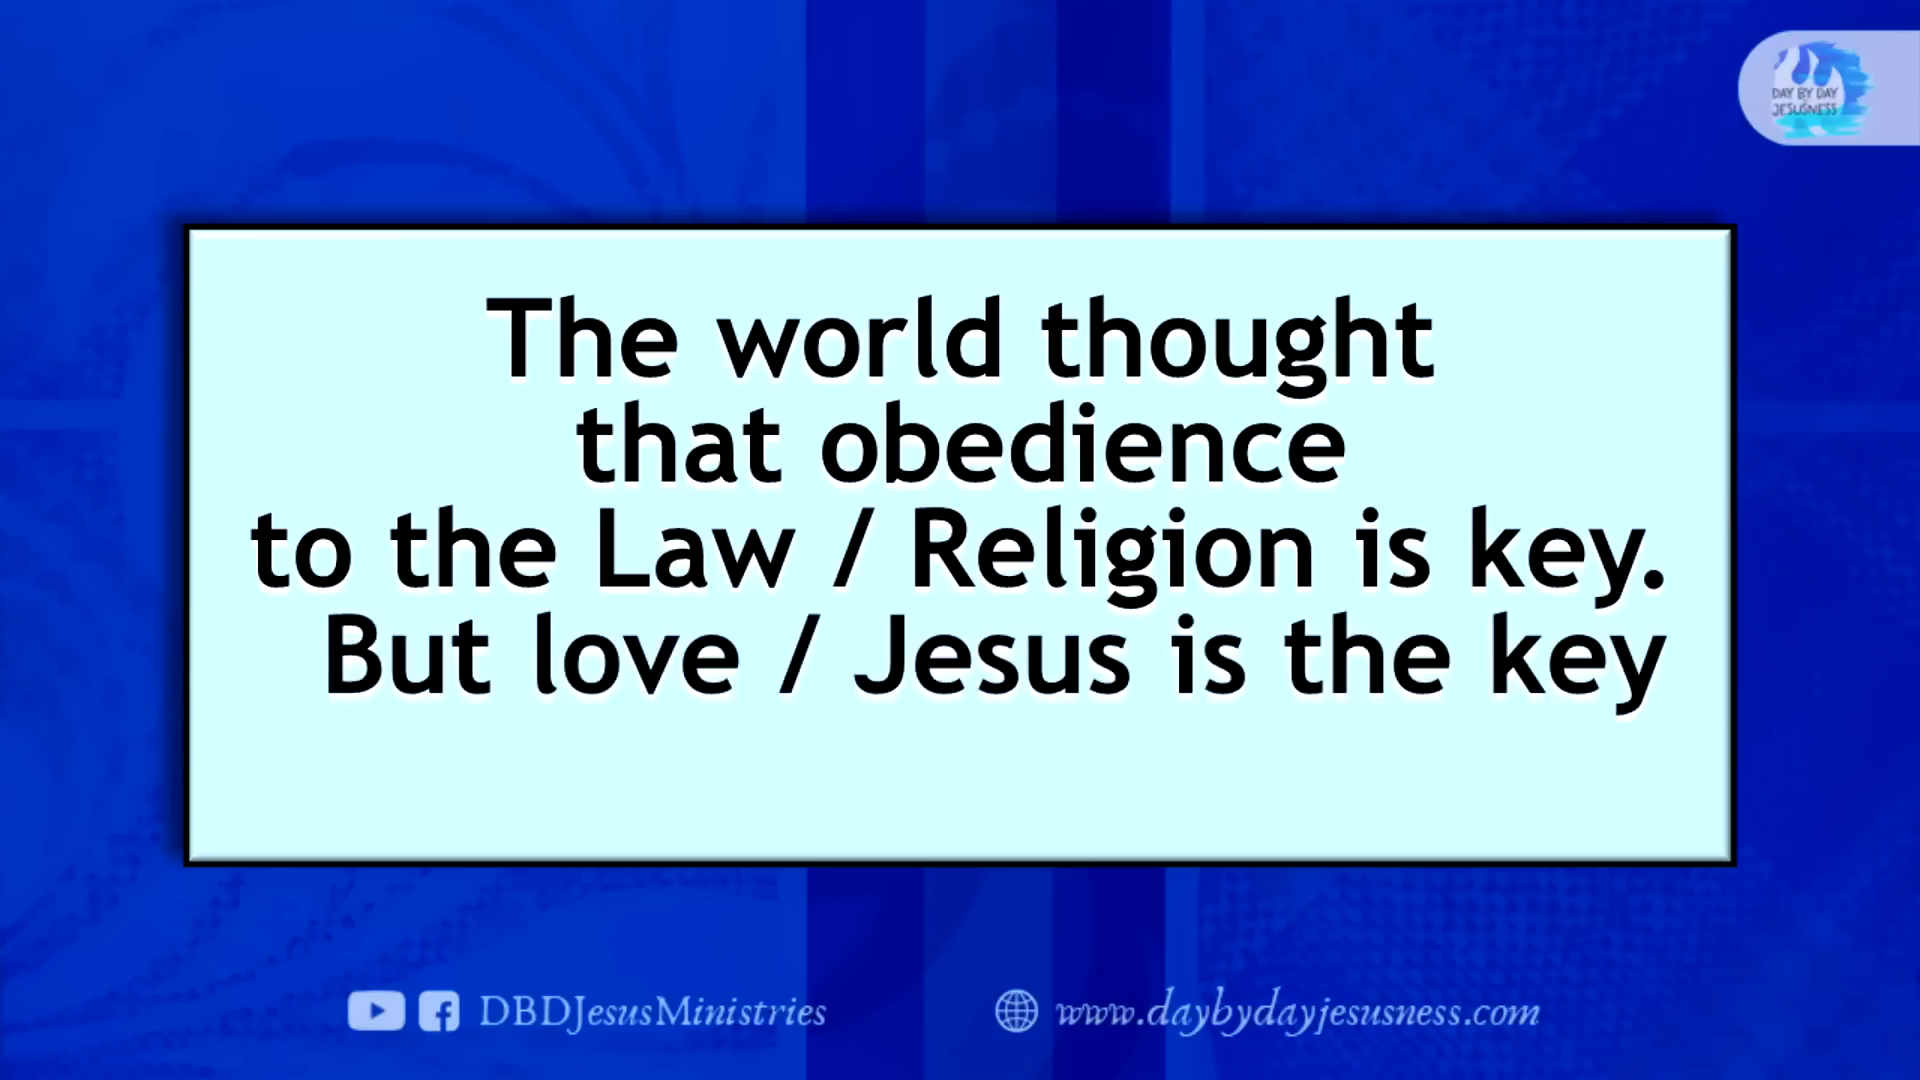 DAY BY DAY
JESUSNESS
The world thought
that obedience
to the Law / Religion is key.
But love / Jesus is the key
DBDJesusMinistries
www.daybydayjesusness.com